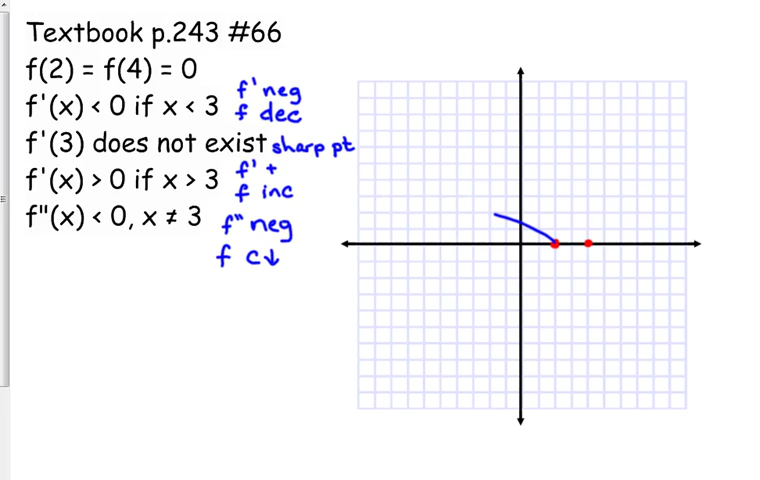 Textbook p.243 #66
f(2) = f(4) = 0
f'(x) < 0 if x < 3
f' neg
f dec
f'(3) does not exist sharp pt
f'(x) > 0 if x > 3
f' +
f inc
f"(x) < 0, x ≠ 3
f" neg
f c↓